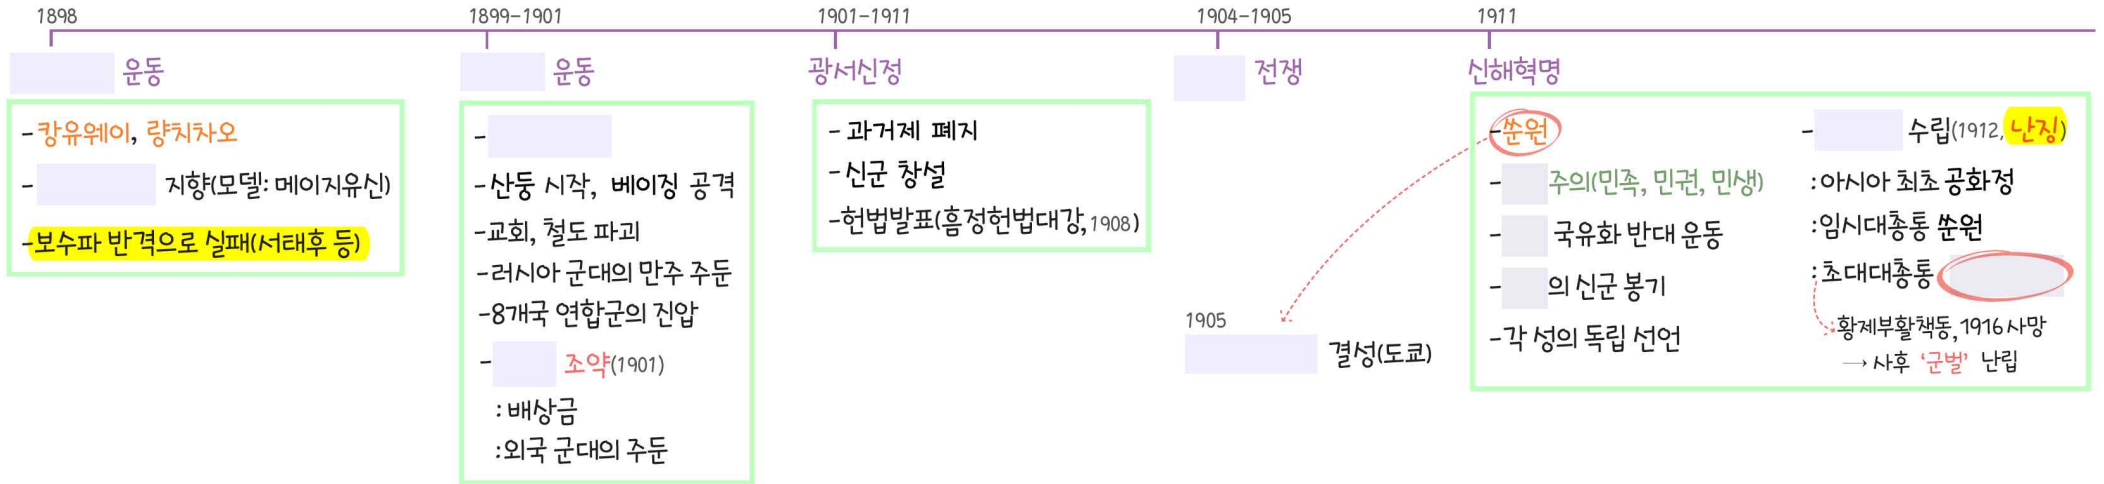 1898
운동
-캉유웨이, 량치차오
- 지향(모델: 메이지유신)
-보수파 반격으로 실패(서태후 등)
1899-1901
운동
-
-산둥 시작, 베이징 공격
-교회, 철도 파괴
-러시아 군대의 만주 주둔
-8개국 연합군의 진압
- 조약(1901)
:배상금
:외국 군대의 주둔
1901-1911
광서신정
- 과거제 폐지
-신군 창설
-헌법발표(흠정헌법대강, 1908)
1904-1905
전쟁
1905
결성(도쿄)
1911
신해혁명
-쑨원
- 주의(민족, 민권, 민생)
- 국유화 반대 운동
- 의 신군 봉기
-각 성의 독립 선언
- 수립(1912, 난징)
:아시아 최초 공화정
:임시대총통 쑨원
:초대대총통
황제부활책동, 1916 사망
→ 사후 '군벌' 난립